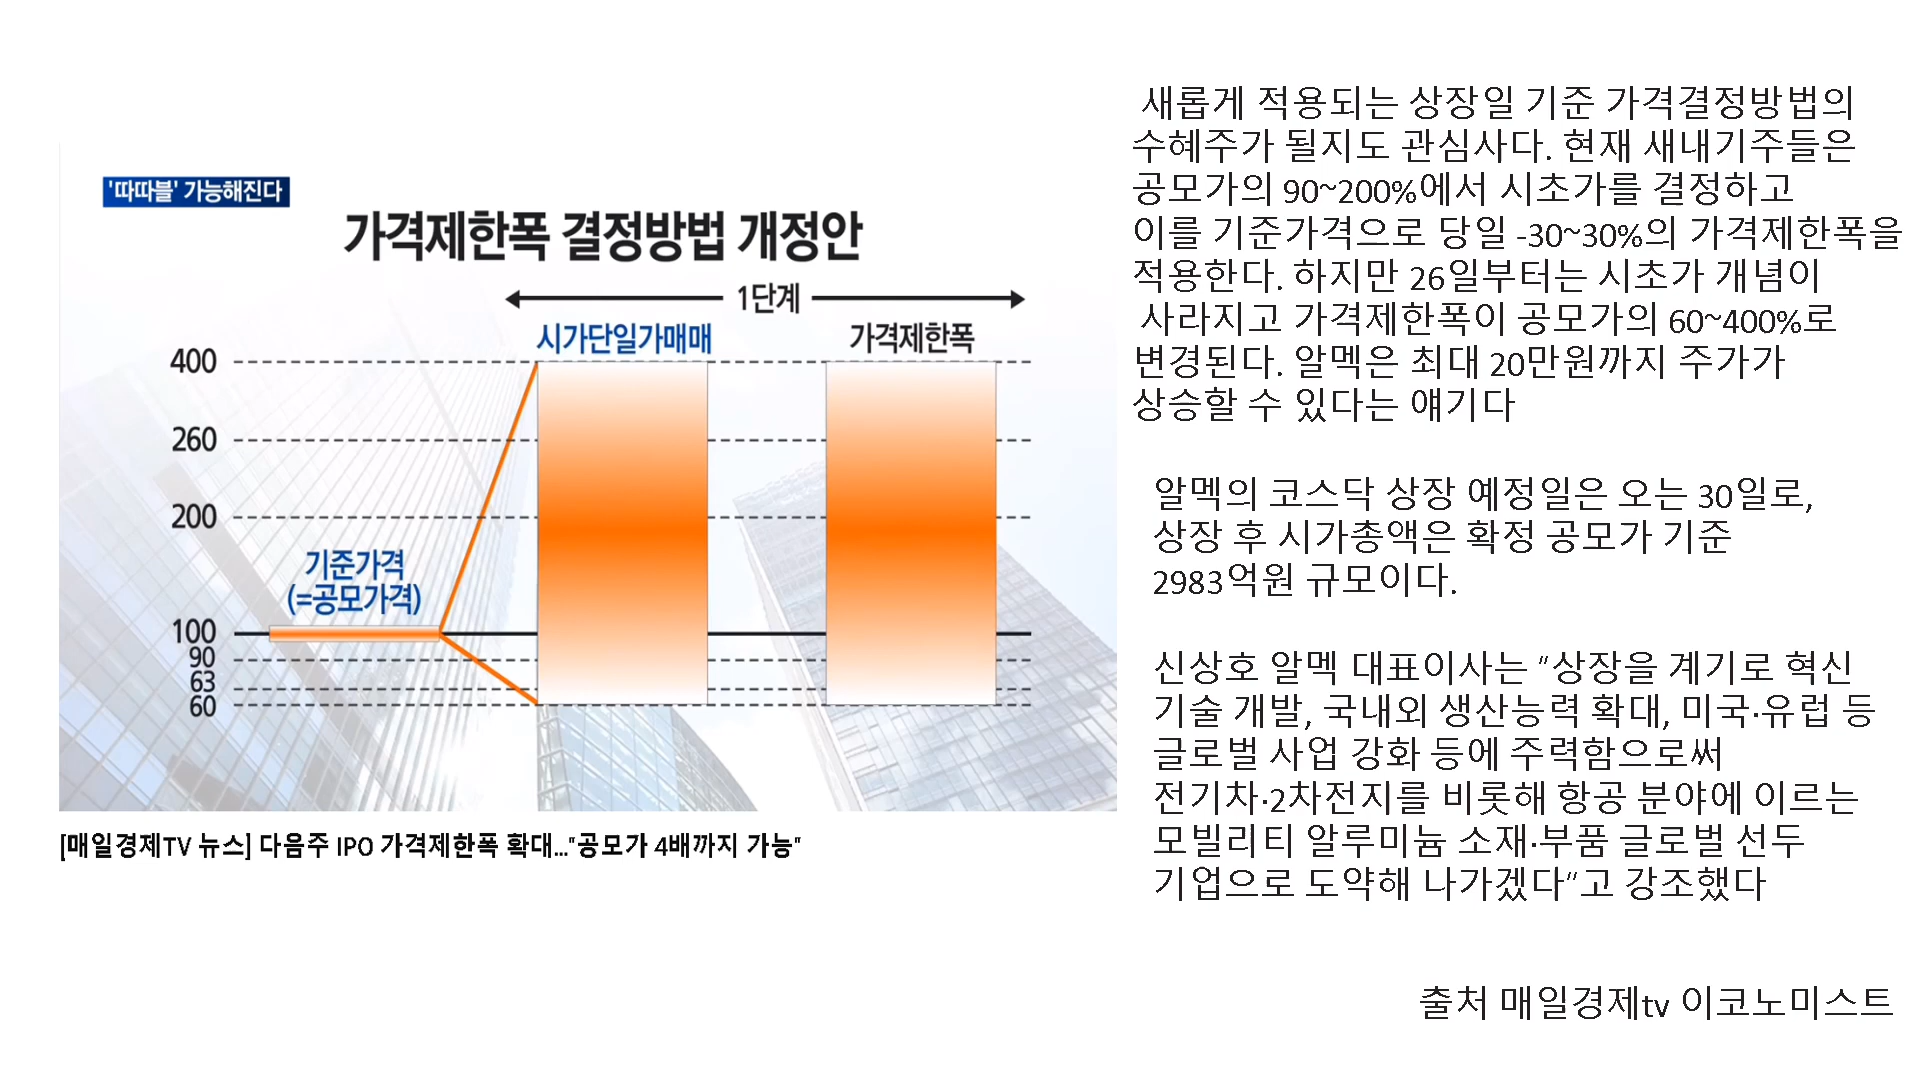 '따따블' 가능해진다
가격제한폭 결정방법 개정안
1단계
시가단일가매매
가격제한폭
400
260
200
기준가격
(=공모가격)
100
90
63
60
[매일경제TV 뉴스] 다음주 IPO 가격제한폭 확대..."공모가 4배까지 가능"
새롭게 적용되는 상장일 기준 가격결정방법의
수혜주가 될지도 관심사다. 현재 새내기주들은
공모가의 90~200%에서 시초가를 결정하고
이를 기준가격으로 당일 -30~30%의 가격제한폭을
적용한다. 하지만 26일부터는 시초가 개념이
사라지고 가격제한폭이 공모가의 60~400%로
변경된다. 알멕은 최대 20만원까지 주가가
상승할 수 있다는 얘기다
알멕의 코스닥 상장 예정일은 오는 30일로,
상장 후 시가총액은 확정 공모가 기준
2983억원 규모이다.
신상호 알멕 대표이사는 "상장을 계기로 혁신
기술 개발, 국내외 생산능력 확대, 미국·유럽 등
글로벌 사업 강화 등에 주력함으로써
전기차·2차전지를 비롯해 항공 분야에 이르는
모빌리티 알루미늄 소재·부품 글로벌 선두
기업으로 도약해 나가겠다"고 강조했다
출처 매일경제tv 이코노미스트